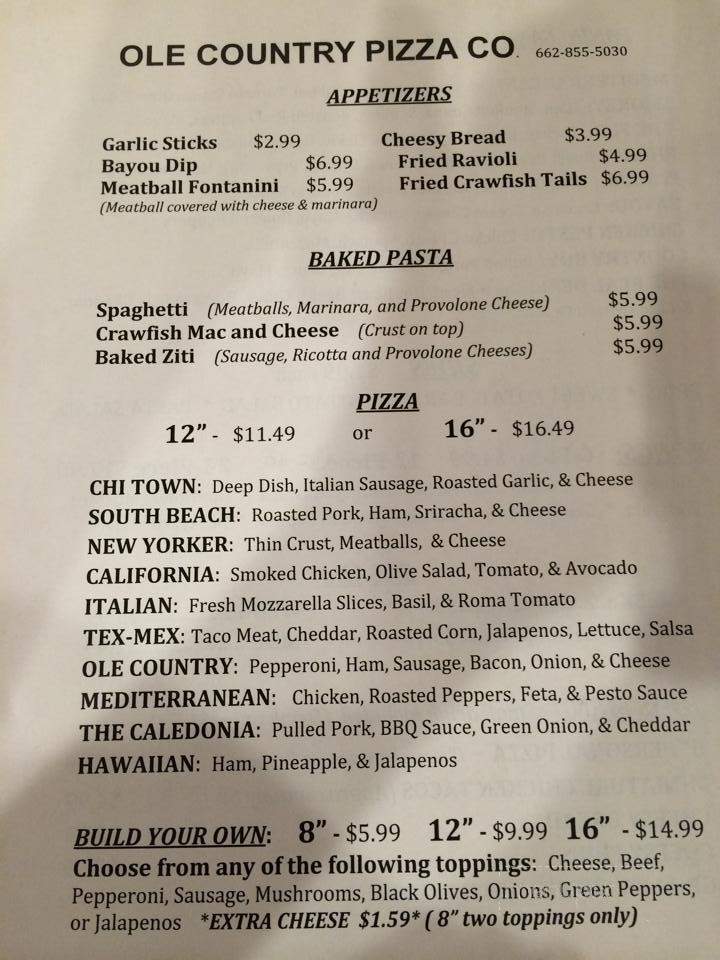 OLE COUNTRY PIZZA CO. 662-855-5030
APPETIZERS
Garlic Sticks $2.99 Cheesy Bread $3.99
Bayou Dip $6.99 Fried Ravioli $4.99
Meatball Fontanini $5.99 Fried Crawfish Tails $6.99
(Meatball covered with cheese & marinara)
BAKED PASTA
Spaghetti (Meatballs, Marinara, and Provolone Cheese) $5.99
Crawfish Mac and Cheese (Crust on top) $5.99
Baked Ziti (Sausage, Ricotta and Provolone Cheeses) $5.99
PIZZA
12” - $11.49 or 16” - $16.49
CHI TOWN: Deep Dish, Italian Sausage, Roasted Garlic, & Cheese
SOUTH BEACH: Roasted Pork, Ham, Sriracha, & Cheese
NEW YORKER: Thin Crust, Meatballs, & Cheese
CALIFORNIA: Smoked Chicken, Olive Salad, Tomato, & Avocado
ITALIAN: Fresh Mozzarella Slices, Basil, & Roma Tomato
TEX-MEX: Taco Meat, Cheddar, Roasted Corn, Jalapenos, Lettuce, Salsa
OLE COUNTRY: Pepperoni, Ham, Sausage, Bacon, Onion, & Cheese
MEDITERRANEAN: Chicken, Roasted Peppers, Feta, & Pesto Sauce
THE CALEDONIA: Pulled Pork, BBQ Sauce, Green Onion, & Cheddar
HAWAIIAN: Ham, Pineapple, & Jalapenos
BUILD YOUR OWN: 8” - $5.99 12” - $9.99 16” - $14.99
Choose from any of the following toppings: Cheese, Beef,
Pepperoni, Sausage, Mushrooms, Black Olives, Onions, Green Peppers,
or Jalapenos *EXTRA CHEESE $1.59* ( 8” two toppings only)